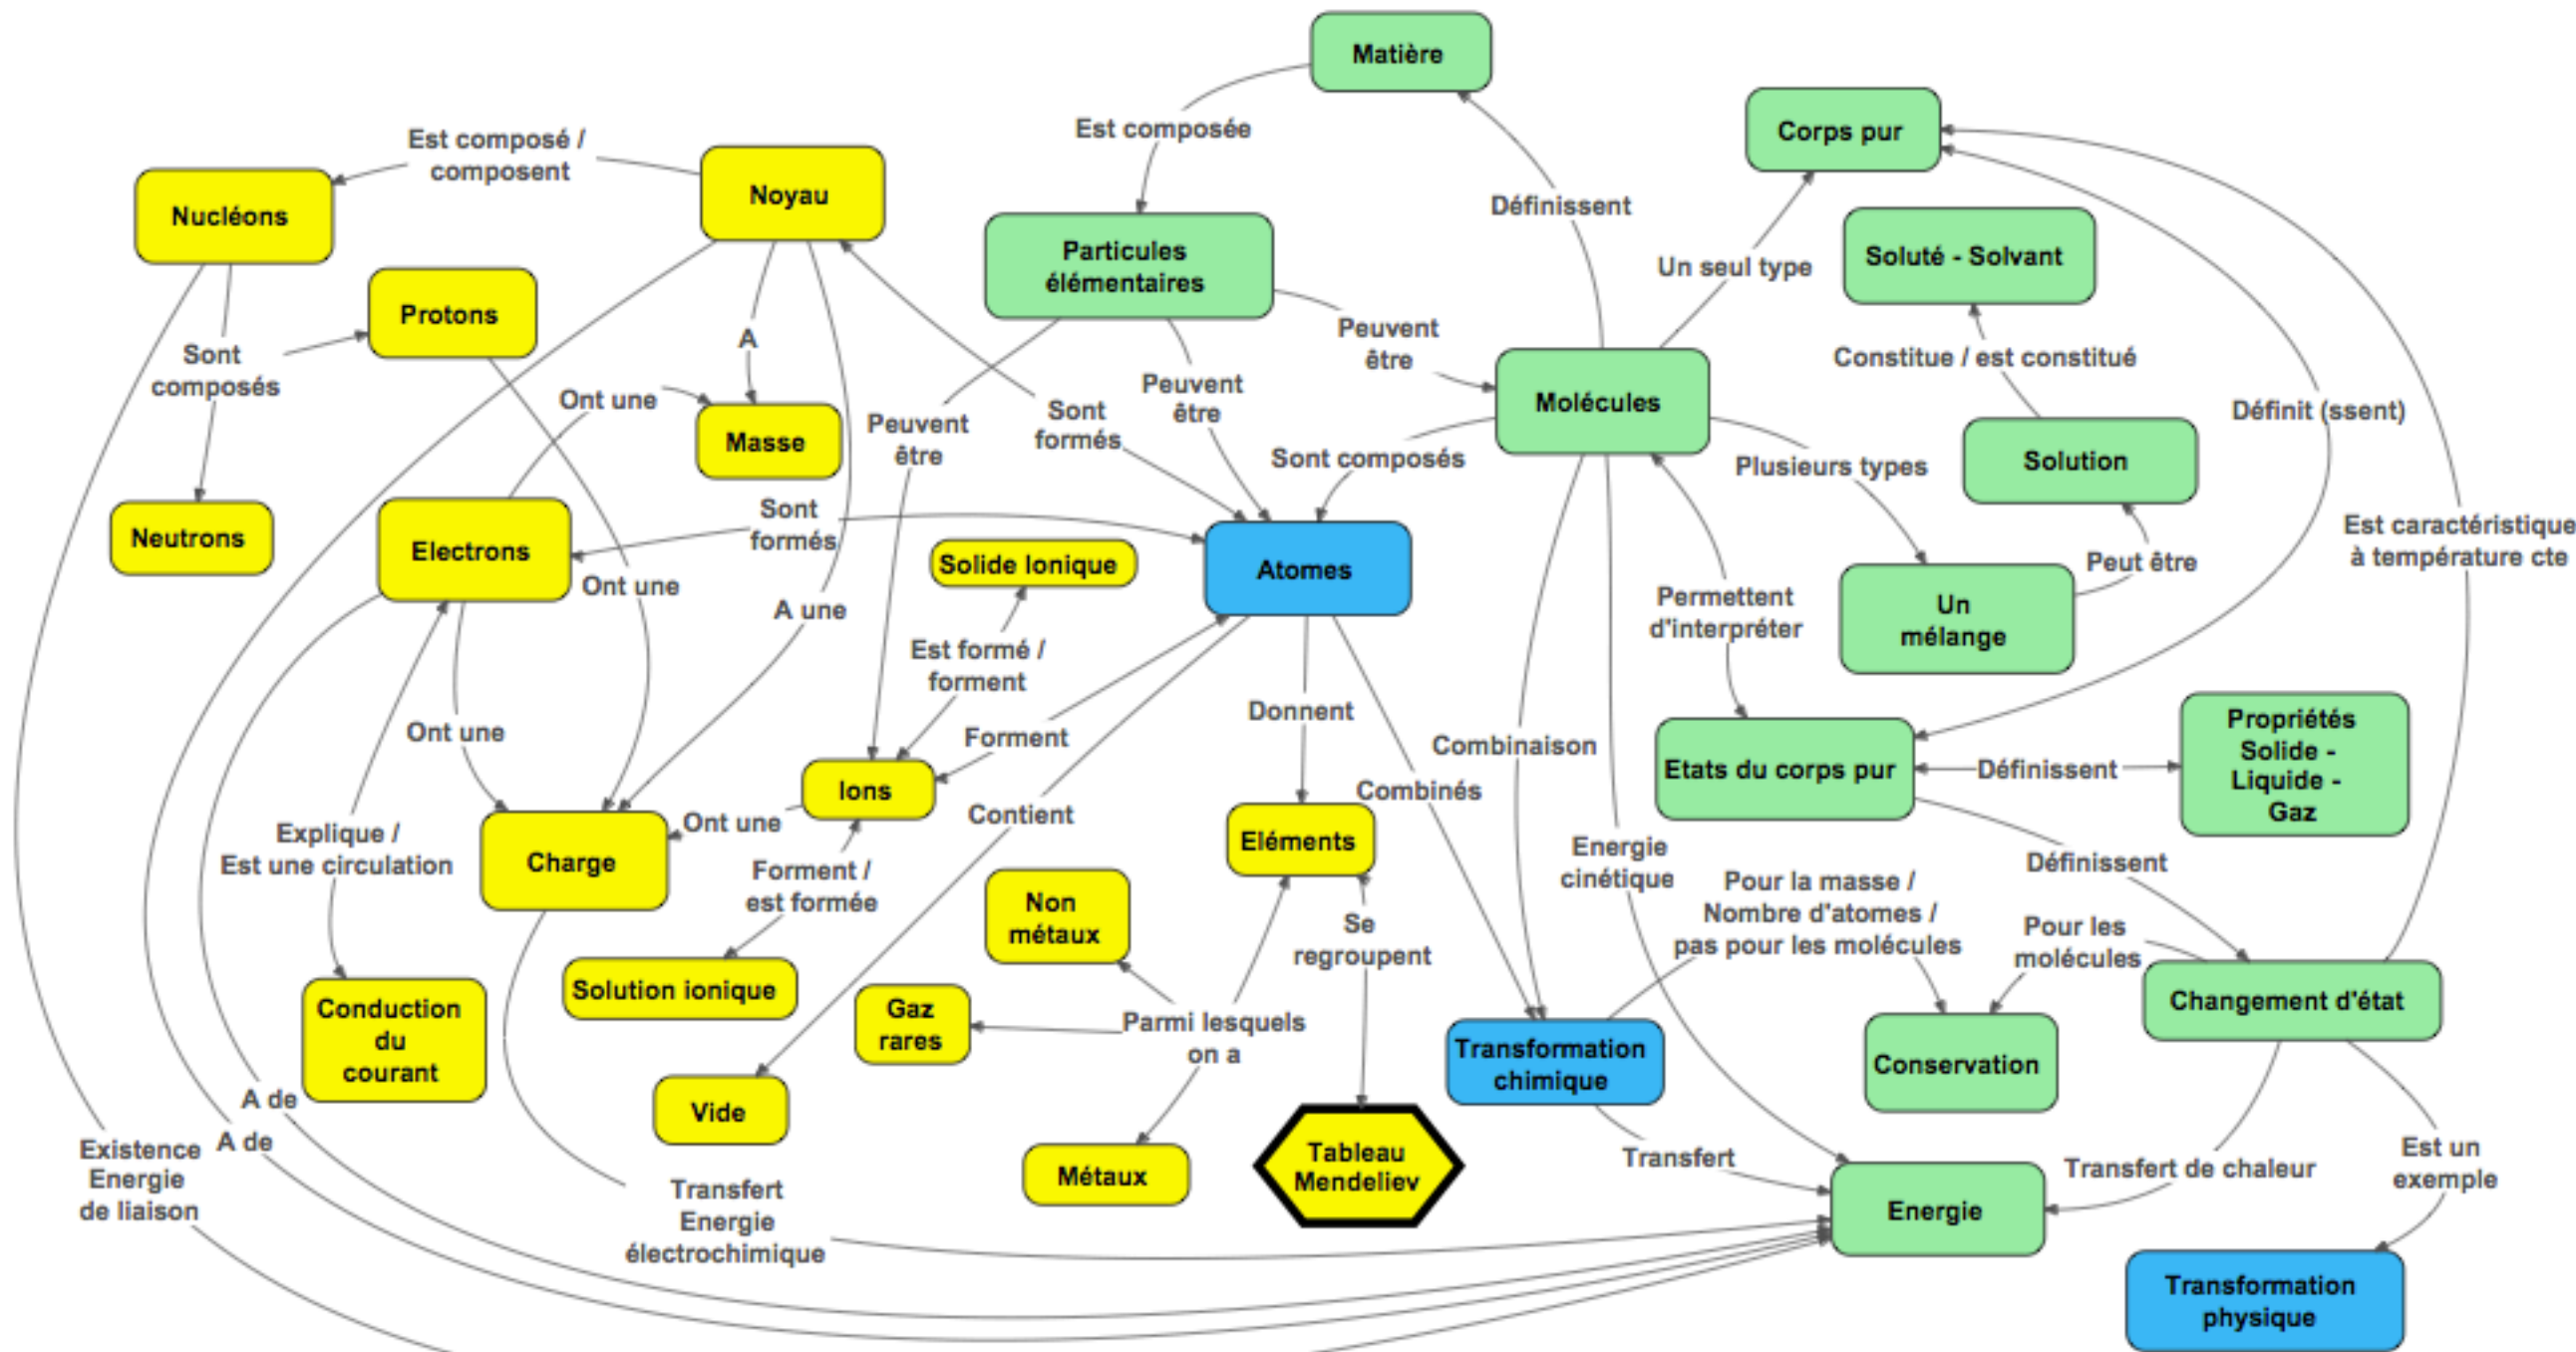 Matière
Corps pur
Est composée
Est composé /
composent
Noyau
Nucléons
Définissent
Particules
élémentaires
Un seul type
Soluté - Solvant
Protons
A
Peuvent
être
Sont
composés
Constitue / est constitué
Ont une
Masse
Peuvent
être
Sont
formés
Peuvent
être
Molécules
Définit (ssent)
Sont composés
Plusieurs types
Solution
Neutrons
Electrons
Sont
formés
Solide Ionique
Atomes
Est caractéristique
à température cte
Peut être
Ont une
A une
Permettent
d'interpréter
Un
mélange
Est formé /
forment
Ont une
Forment
Donnent
Combinaison
Etats du corps pur
Définissent
Propriétés
Solide -
Liquide -
Gaz
Ions
Combinés
Ont une
Contient
Explique /
Est une circulation
Charge
Eléments
Energie
cinétique
Définissent
Forment /
est formée
Non
métaux
Se
regroupent
Pour la masse /
Nombre d'atomes /
pas pour les molécules
Pour les
molécules
Solution ionique
Changement d'état
Conduction
du
courant
Gaz
rares
Parmi lesquels
on a
Transformation
chimique
Conservation
A de
Vide
A de
Existence
Energie
de liaison
Métaux
Tableau
Mendeliev
Transfert
Transfert de chaleur
Est un
exemple
Transfert
Energie
électrochimique
Energie
Transformation
physique